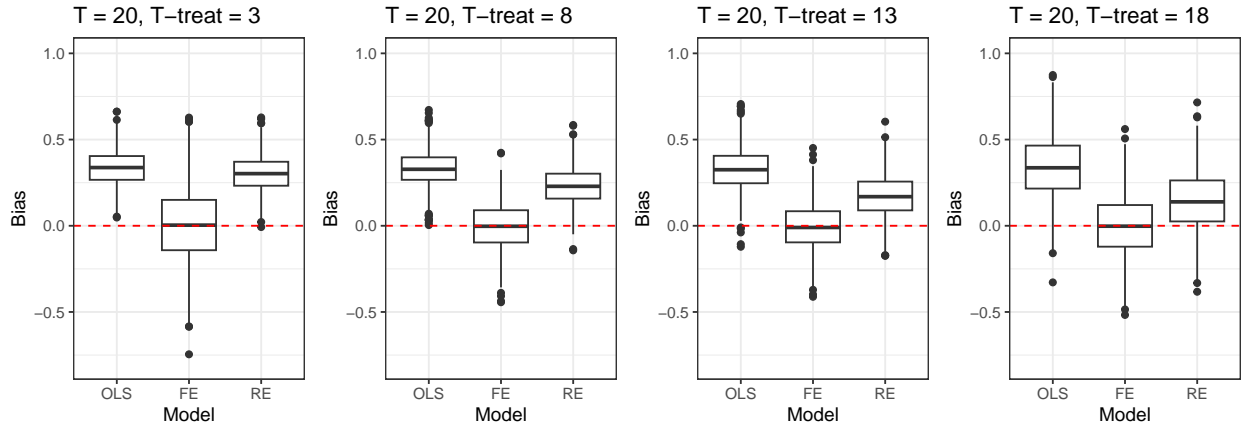 T = 20, T−treat = 3
1.0
0.5
0.0
−0.5
Bias
OLS FE RE
Model
T = 20, T−treat = 8
1.0
0.5
0.0
−0.5
Bias
OLS FE RE
Model
T = 20, T−treat = 13
1.0
0.5
0.0
−0.5
Bias
OLS FE RE
Model
T = 20, T−treat = 18
1.0
0.5
0.0
−0.5
Bias
OLS FE RE
Model